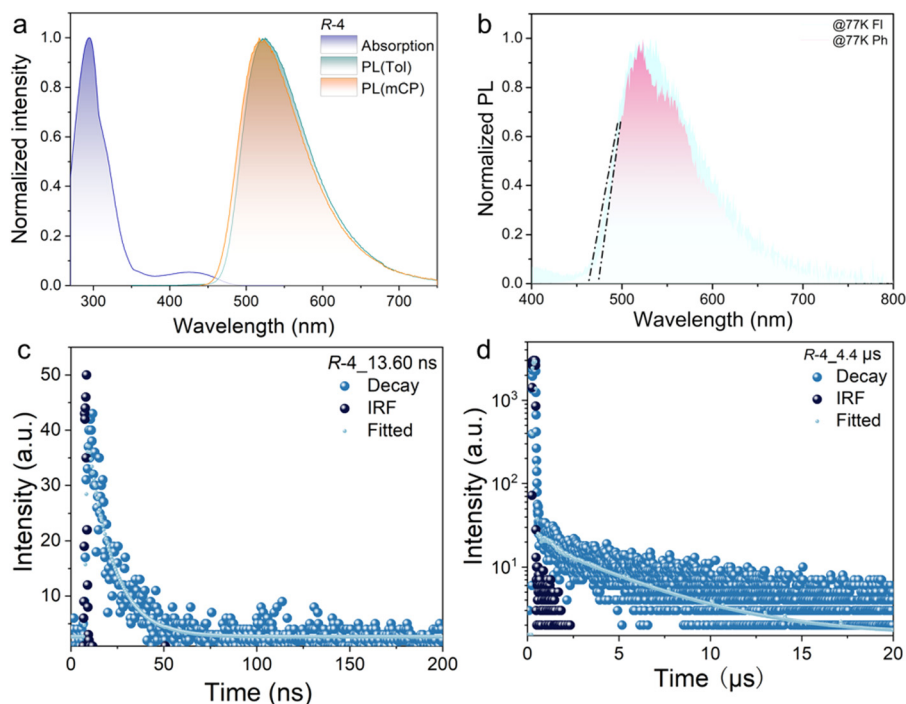 a
R-4
Absorption
PL(Tol)
PL(mCP)
Normalized intensity
1.0
0.8
0.6
0.4
0.2
0.0
300 400 500 600 700
Wavelength (nm)
b
@77K Fl
@77K Ph
Normalized PL
1.0
0.8
0.6
0.4
0.2
0.0
400 500 600 700 800
Wavelength (nm)
c
R-4_13.60 ns
Decay
IRF
Fitted
Intensity (a.u.)
50
40
30
20
10
0 50 100 150 200
Time (ns)
d
R-4_4.4 μs
Decay
IRF
Fitted
Intensity (a.u.)
10³
10²
10¹
0 5 10 15 20
Time (μs)